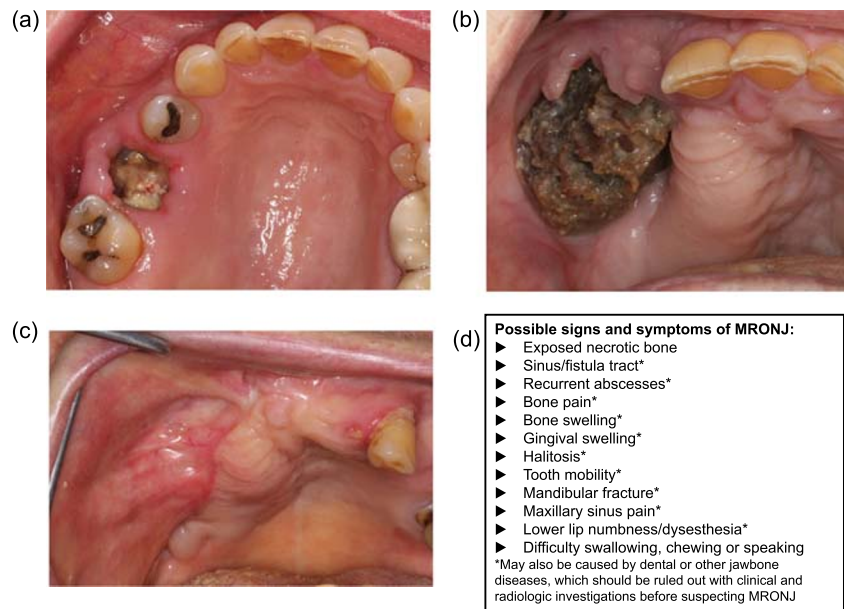 (a)
(b)
(c)
(d)
Possible signs and symptoms of MRONJ:
▶ Exposed necrotic bone
▶ Sinus/fistula tract*
▶ Recurrent abscesses*
▶ Bone pain*
▶ Bone swelling*
▶ Gingival swelling*
▶ Halitosis*
▶ Tooth mobility*
▶ Mandibular fracture*
▶ Maxillary sinus pain*
▶ Lower lip numbness/dysesthesia*
▶ Difficulty swallowing, chewing or speaking
*May also be caused by dental or other jawbone
diseases, which should be ruled out with clinical and
radiologic investigations before suspecting MRONJ